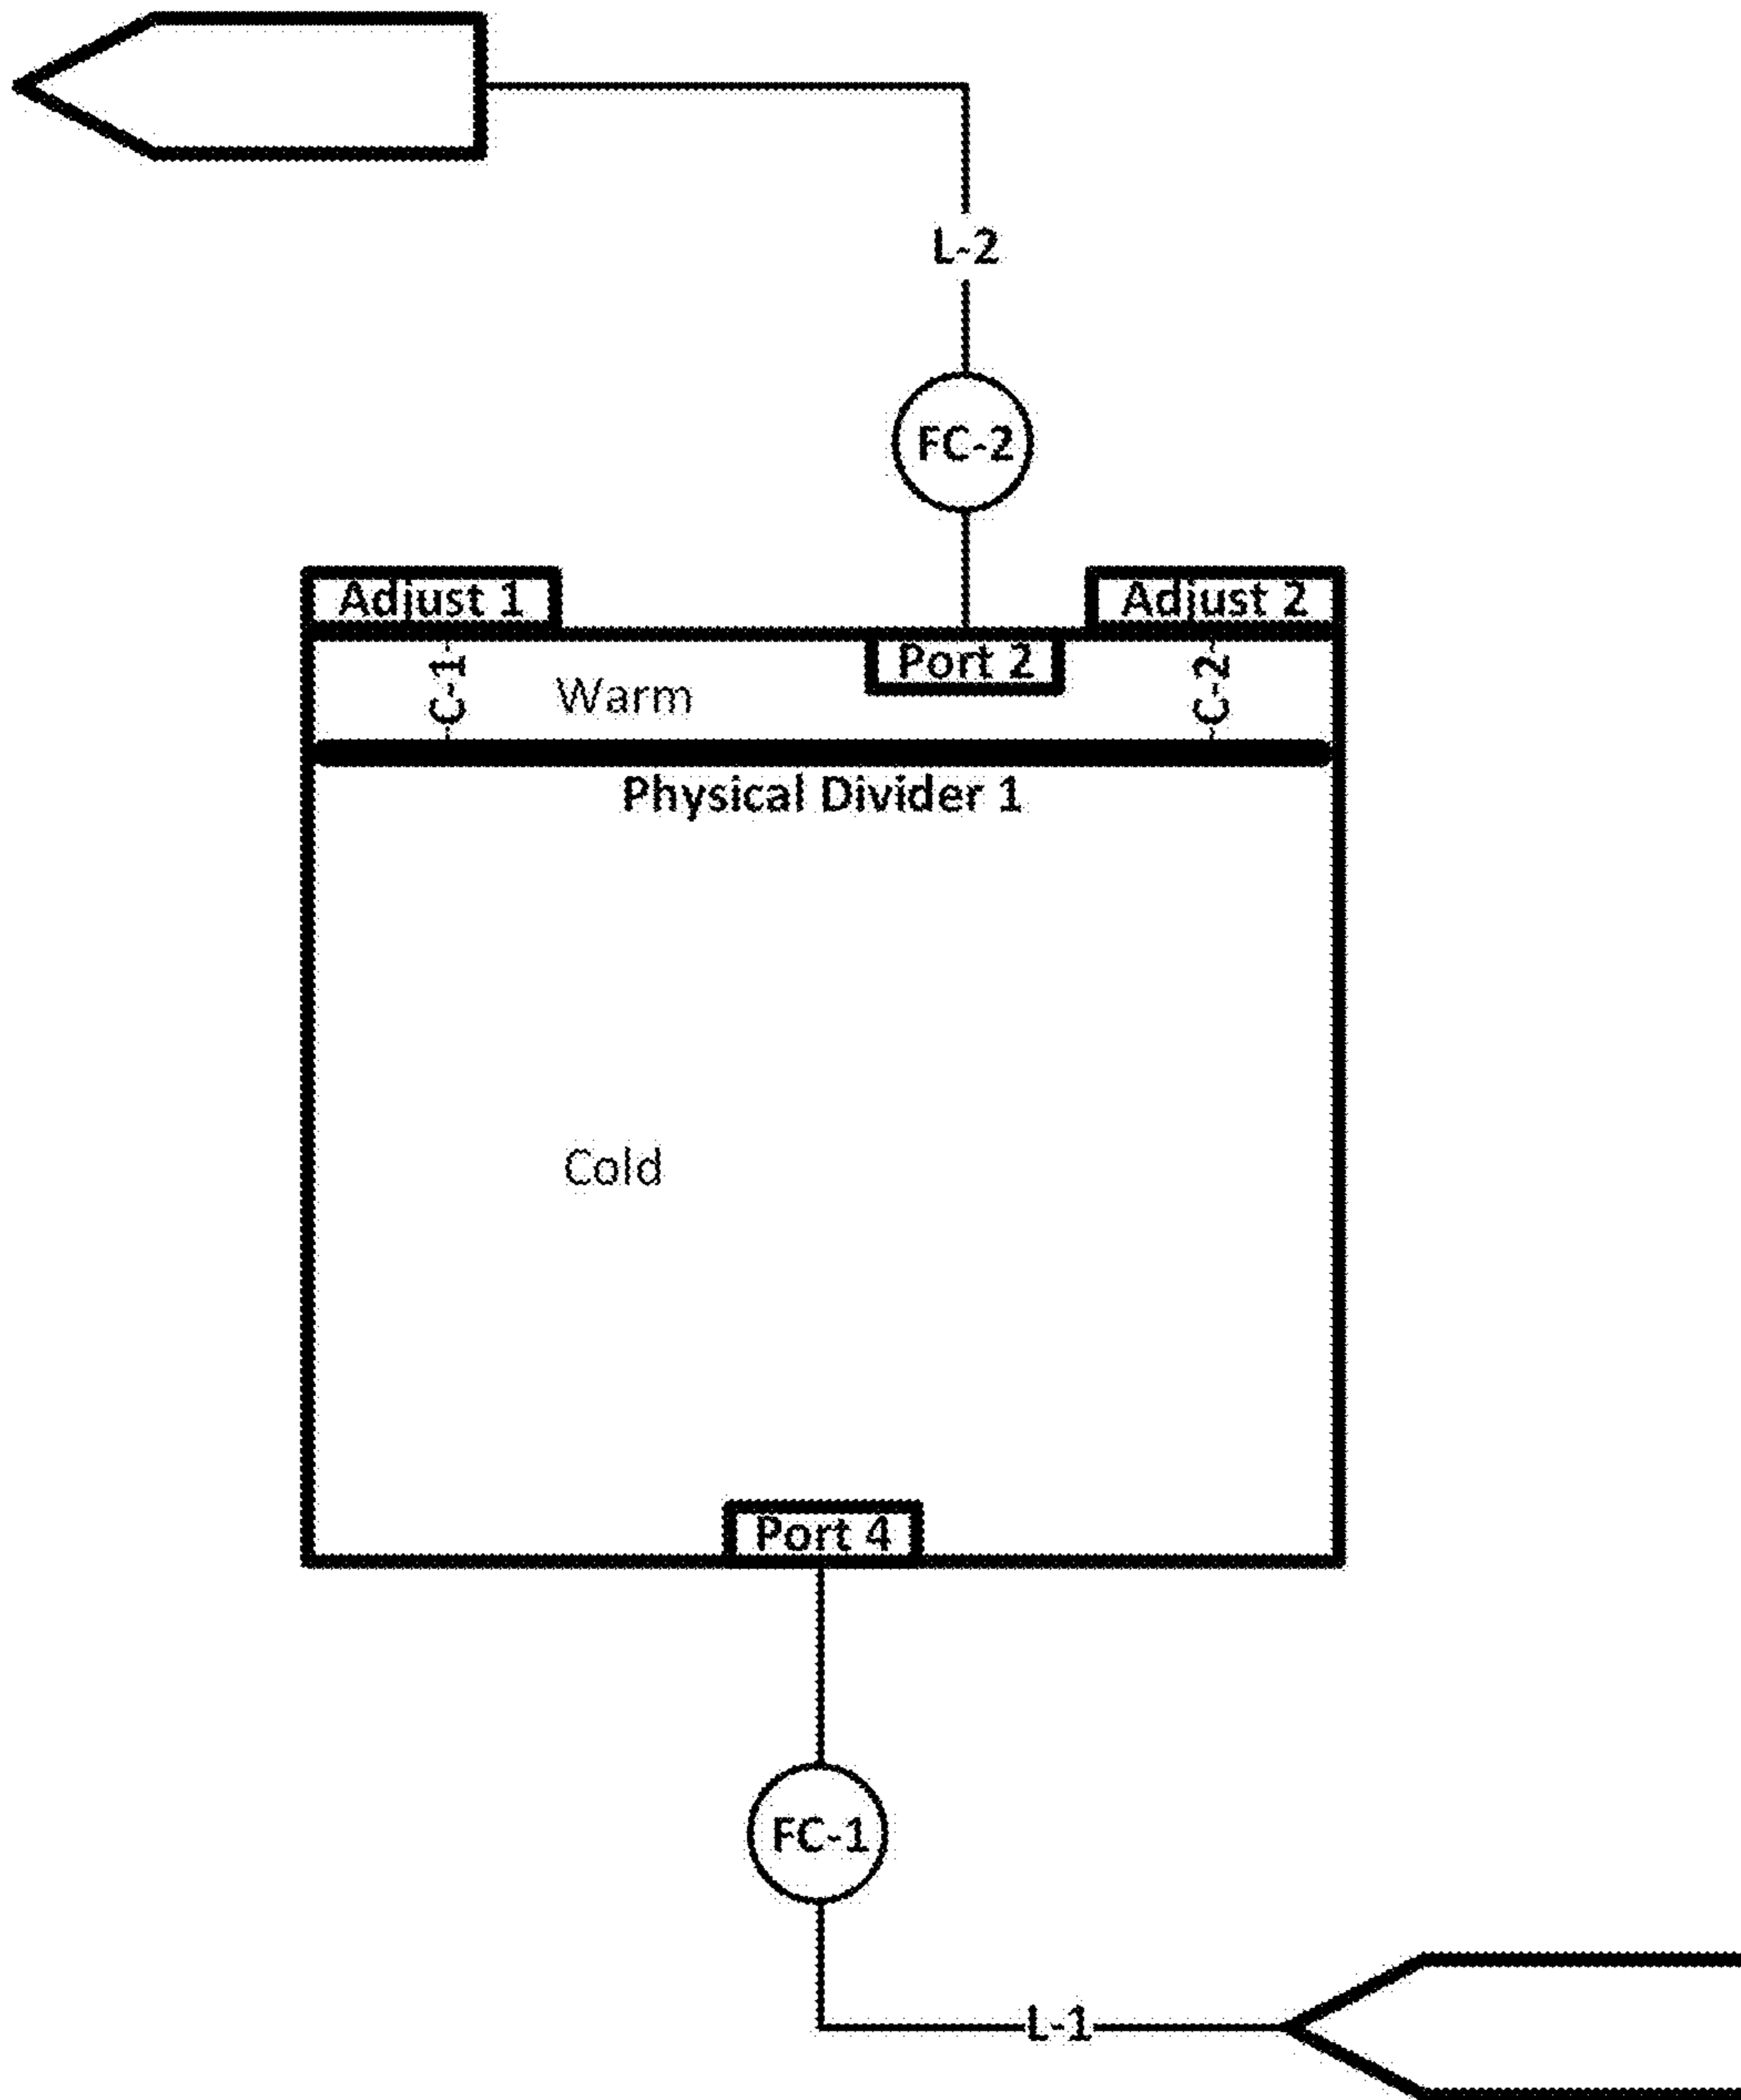 L-2
FC-2
Adjust 1
Adjust 2
C-1
Warm
Port 2
C-2
Physical Divider 1
Cold
Port 4
FC-1
L-1